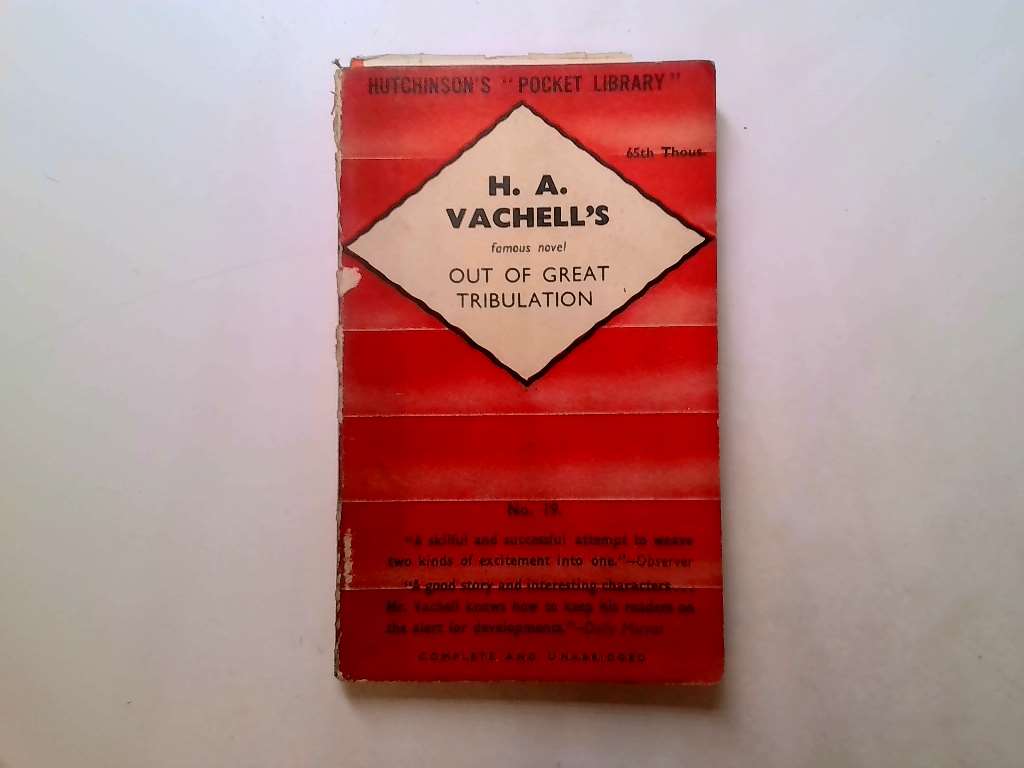 HUTCHINSON'S "POCKET LIBRARY"
65th Thous.
H. A.
VACHELL'S
famous novel
OUT OF GREAT
TRIBULATION
No. 19.
"A skilful and successful attempt to weave
two kinds of excitement into one."—Observer
"A good story and interesting characters . . .
Mr. Vachell knows how to keep his readers on
the alert for developments."—Daily Mirror
COMPLETE AND UNABRIDGED